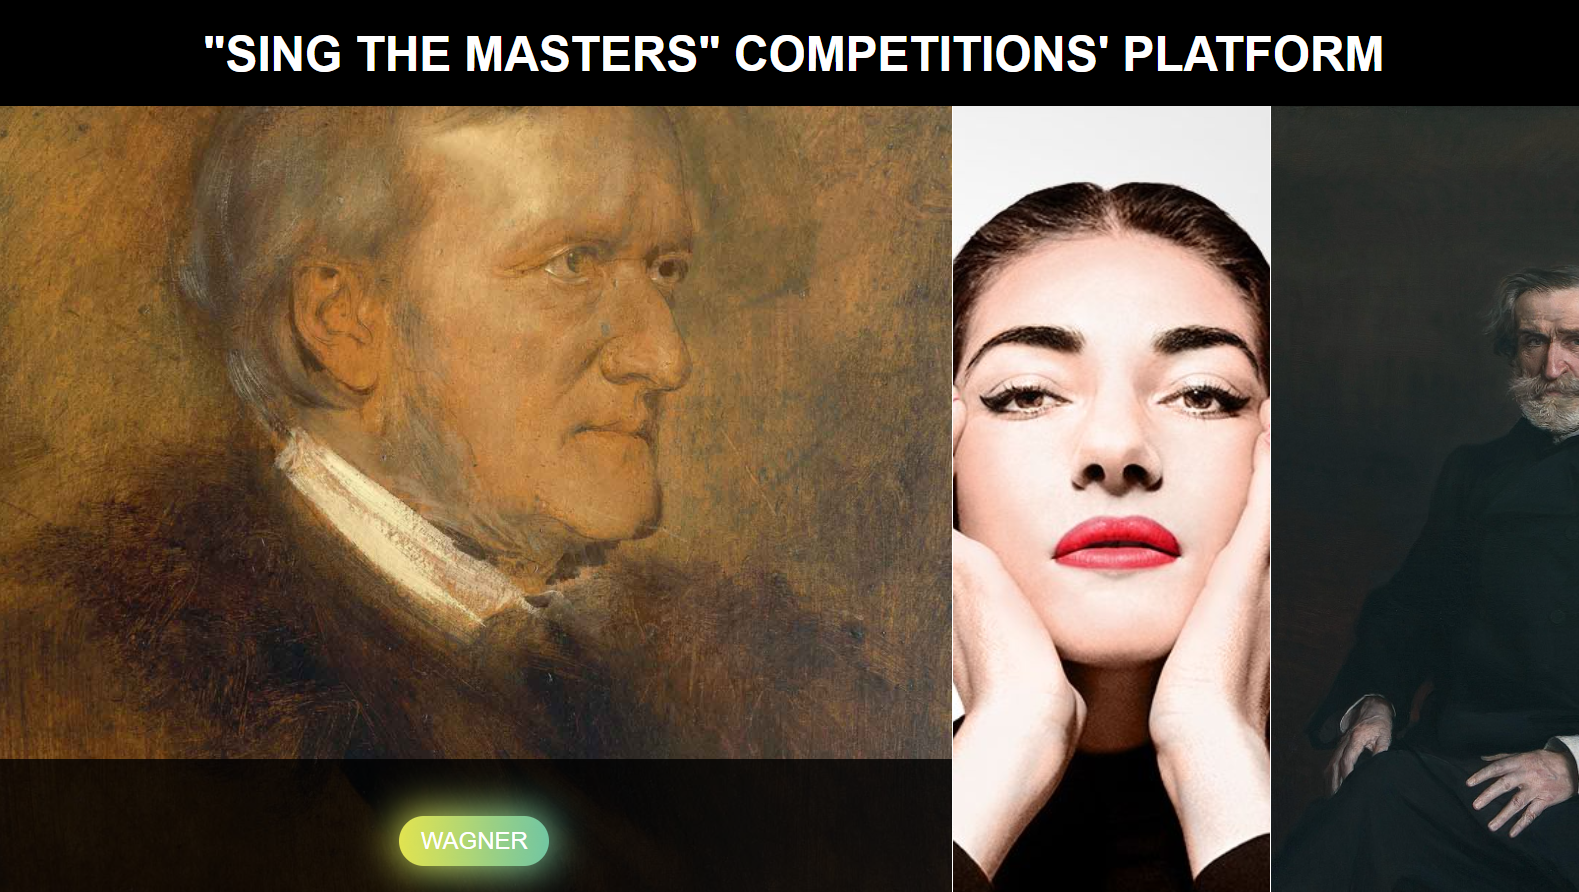 "SING THE MASTERS" COMPETITIONS' PLATFORM
WAGNER